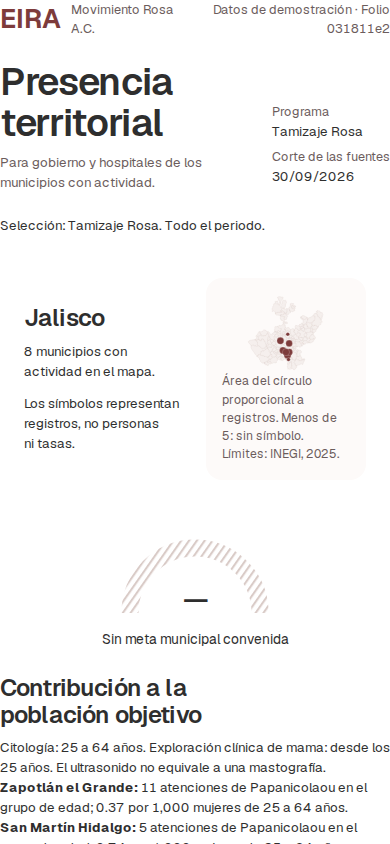 EIRA
Movimiento Rosa
A.C.
Datos de demostración · Folio
031811e2
Presencia
territorial
Para gobierno y hospitales de los
municipios con actividad.
Programa
Tamizaje Rosa
Corte de las fuentes
30/09/2026
Selección: Tamizaje Rosa. Todo el periodo.
Jalisco
8 municipios con
actividad en el mapa.
Los símbolos representan
registros, no personas
ni tasas.
Área del círculo
proporcional a
registros. Menos de
5: sin símbolo.
Límites: INEGI, 2025.
—
Sin meta municipal convenida
Contribución a la
población objetivo
Citología: 25 a 64 años. Exploración clínica de mama: desde los
25 años. El ultrasonido no equivale a una mastografía.
Zapotlán el Grande: 11 atenciones de Papanicolaou en el
grupo de edad; 0.37 por 1,000 mujeres de 25 a 64 años.
San Martín Hidalgo: 5 atenciones de Papanicolaou en el